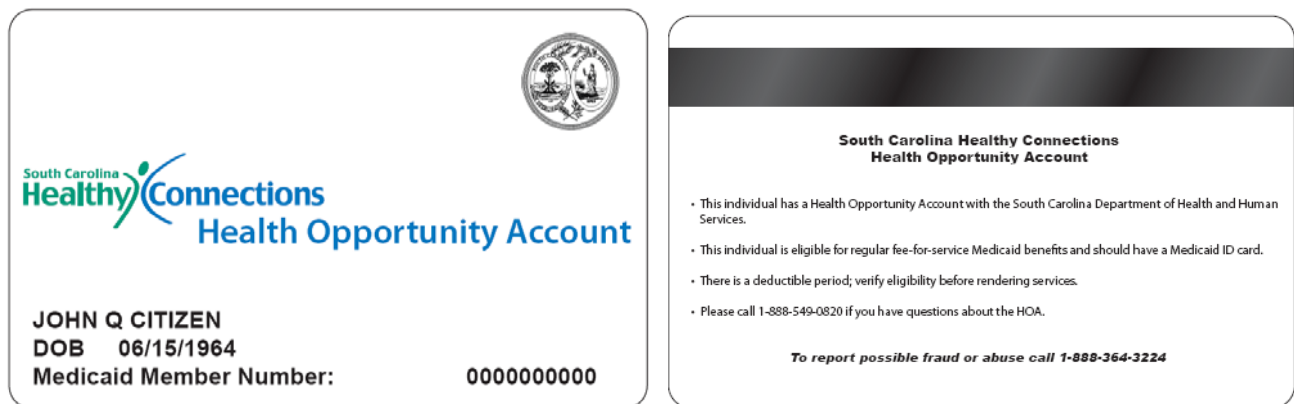 South Carolina
Healthy Connections
Health Opportunity Account
JOHN Q CITIZEN
DOB 06/15/1964
Medicaid Member Number: 0000000000
South Carolina Healthy Connections
Health Opportunity Account
• This individual has a Health Opportunity Account with the South Carolina Department of Health and Human
Services.
• This individual is eligible for regular fee-for-service Medicaid benefits and should have a Medicaid ID card.
• There is a deductible period; verify eligibility before rendering services.
• Please call 1-888-549-0820 if you have questions about the HOA.
To report possible fraud or abuse call 1-888-364-3224